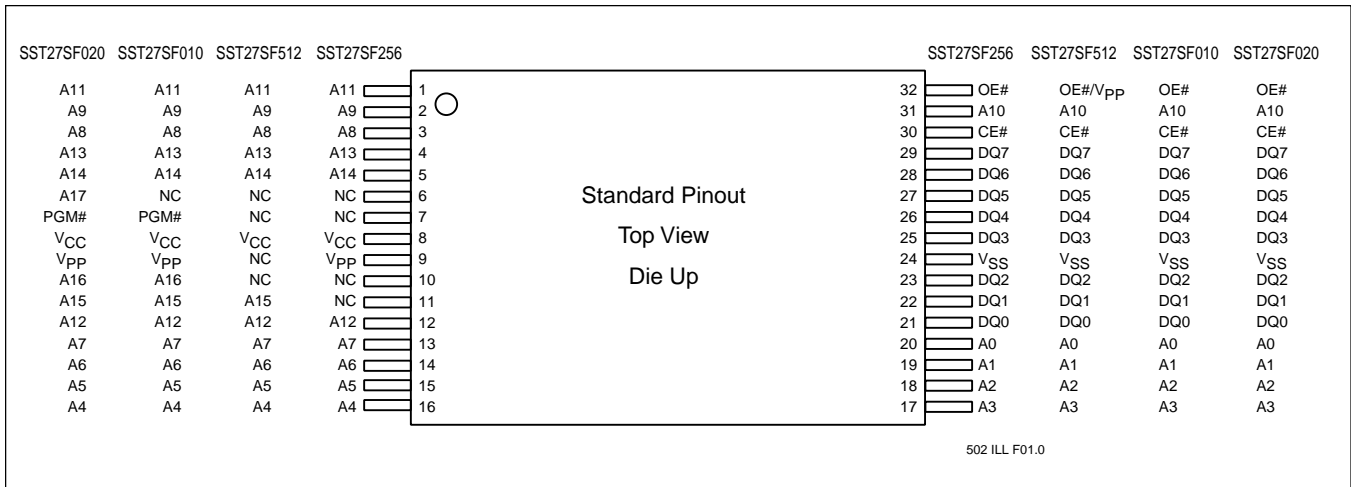 SST27SF020 SST27SF010 SST27SF512 SST27SF256 SST27SF256 SST27SF512 SST27SF010 SST27SF020
A11 A11 A11 A11 1 32 OE# OE#/VPP OE# OE#
A9 A9 A9 A9 2 31 A10 A10 A10 A10
A8 A8 A8 A8 3 30 CE# CE# CE# CE#
A13 A13 A13 A13 4 29 DQ7 DQ7 DQ7 DQ7
A14 A14 A14 A14 5 28 DQ6 DQ6 DQ6 DQ6
A17 NC NC NC 6 Standard Pinout 27 DQ5 DQ5 DQ5 DQ5
PGM# PGM# NC NC 7 26 DQ4 DQ4 DQ4 DQ4
VCC VCC VCC VCC 8 Top View 25 DQ3 DQ3 DQ3 DQ3
VPP VPP NC VPP 9 24 VSS VSS VSS VSS
A16 A16 NC NC 10 Die Up 23 DQ2 DQ2 DQ2 DQ2
A15 A15 A15 NC 11 22 DQ1 DQ1 DQ1 DQ1
A12 A12 A12 A12 12 21 DQ0 DQ0 DQ0 DQ0
A7 A7 A7 A7 13 20 A0 A0 A0 A0
A6 A6 A6 A6 14 19 A1 A1 A1 A1
A5 A5 A5 A5 15 18 A2 A2 A2 A2
A4 A4 A4 A4 16 17 A3 A3 A3 A3
502 ILL F01.0